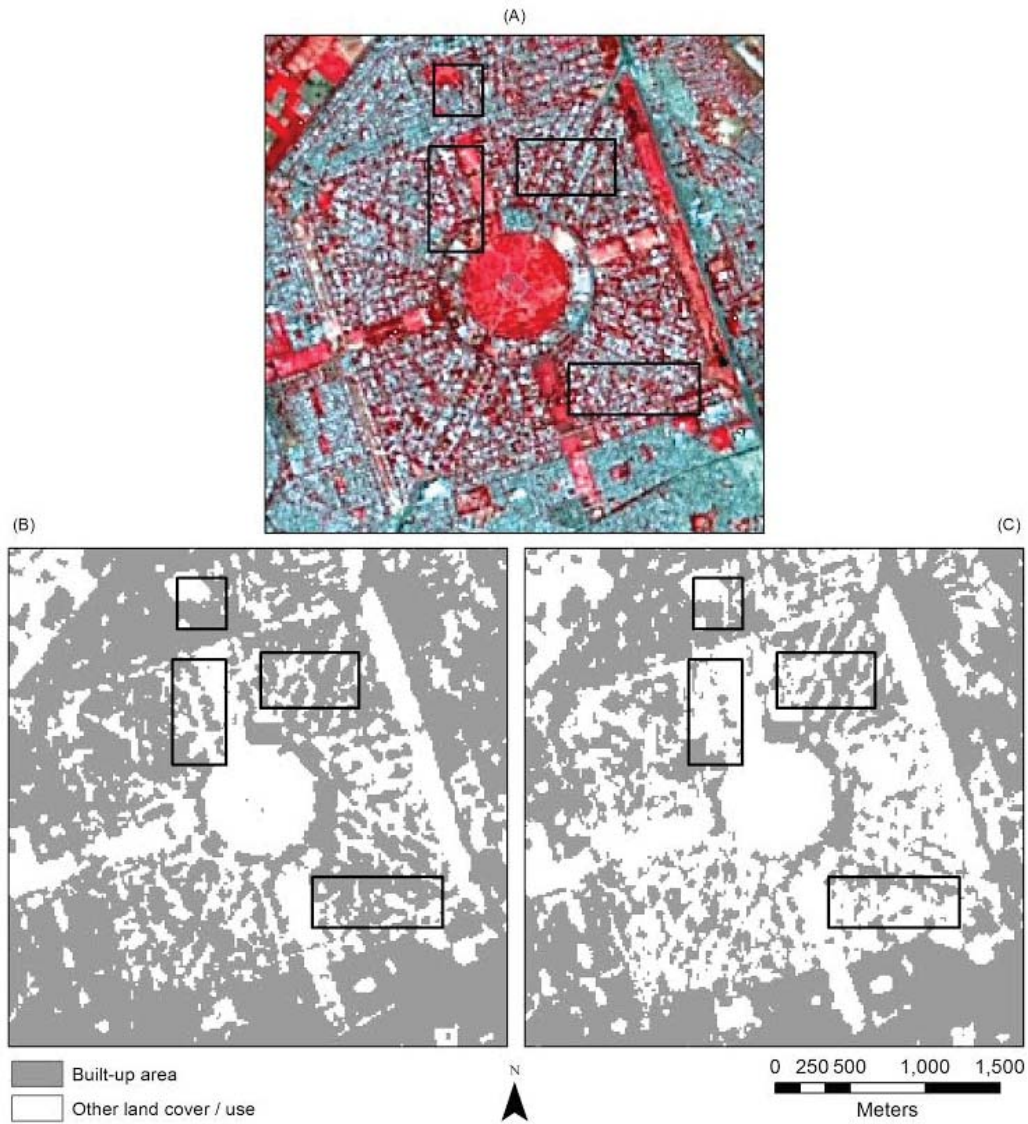 (A)
(B)
(C)
Built-up area
Other land cover / use
N
0 250 500 1,000 1,500
Meters